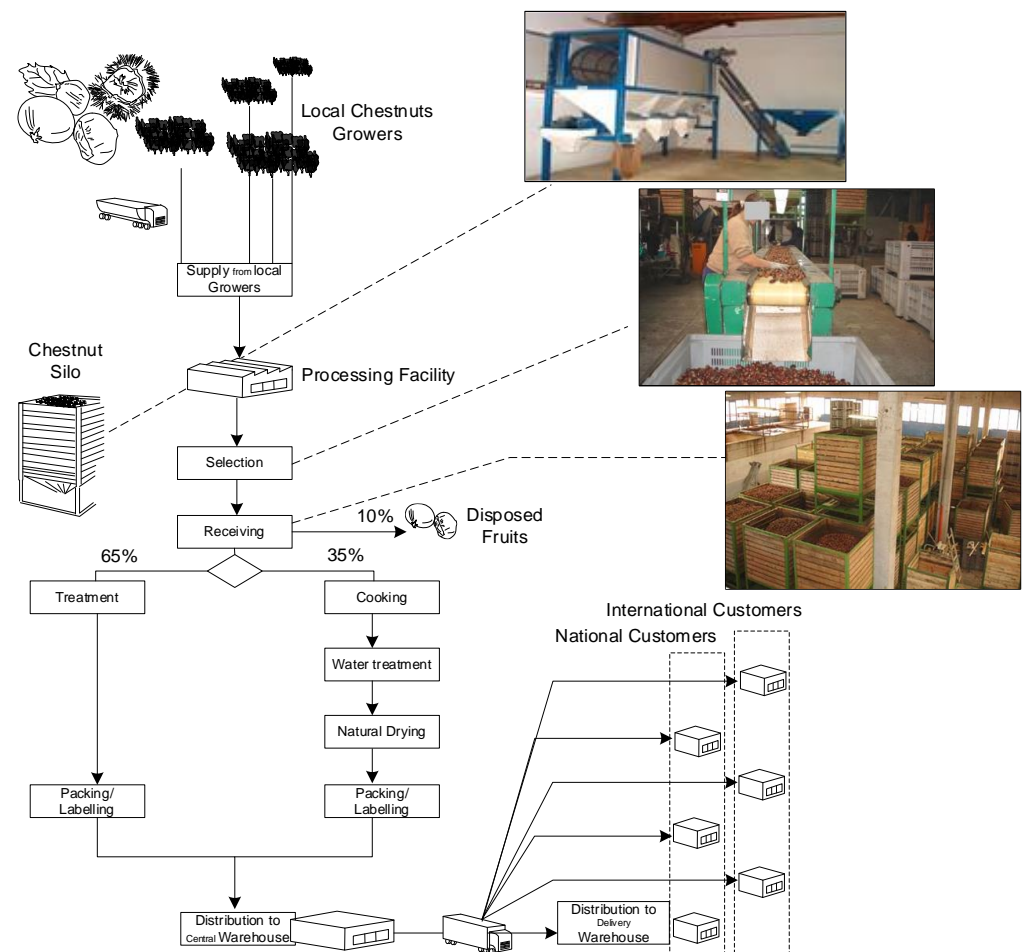 Local Chestnuts
Growers
Supply from local
Growers
Chestnut
Silo
Processing Facility
Selection
Receiving
10%
Disposed
Fruits
65%
35%
Treatment
Cooking
International Customers
National Customers
Water treatment
Natural Drying
Packing/
Labelling
Packing/
Labelling
Distribution to
Central Warehouse
Distribution to
Delivery
Warehouse